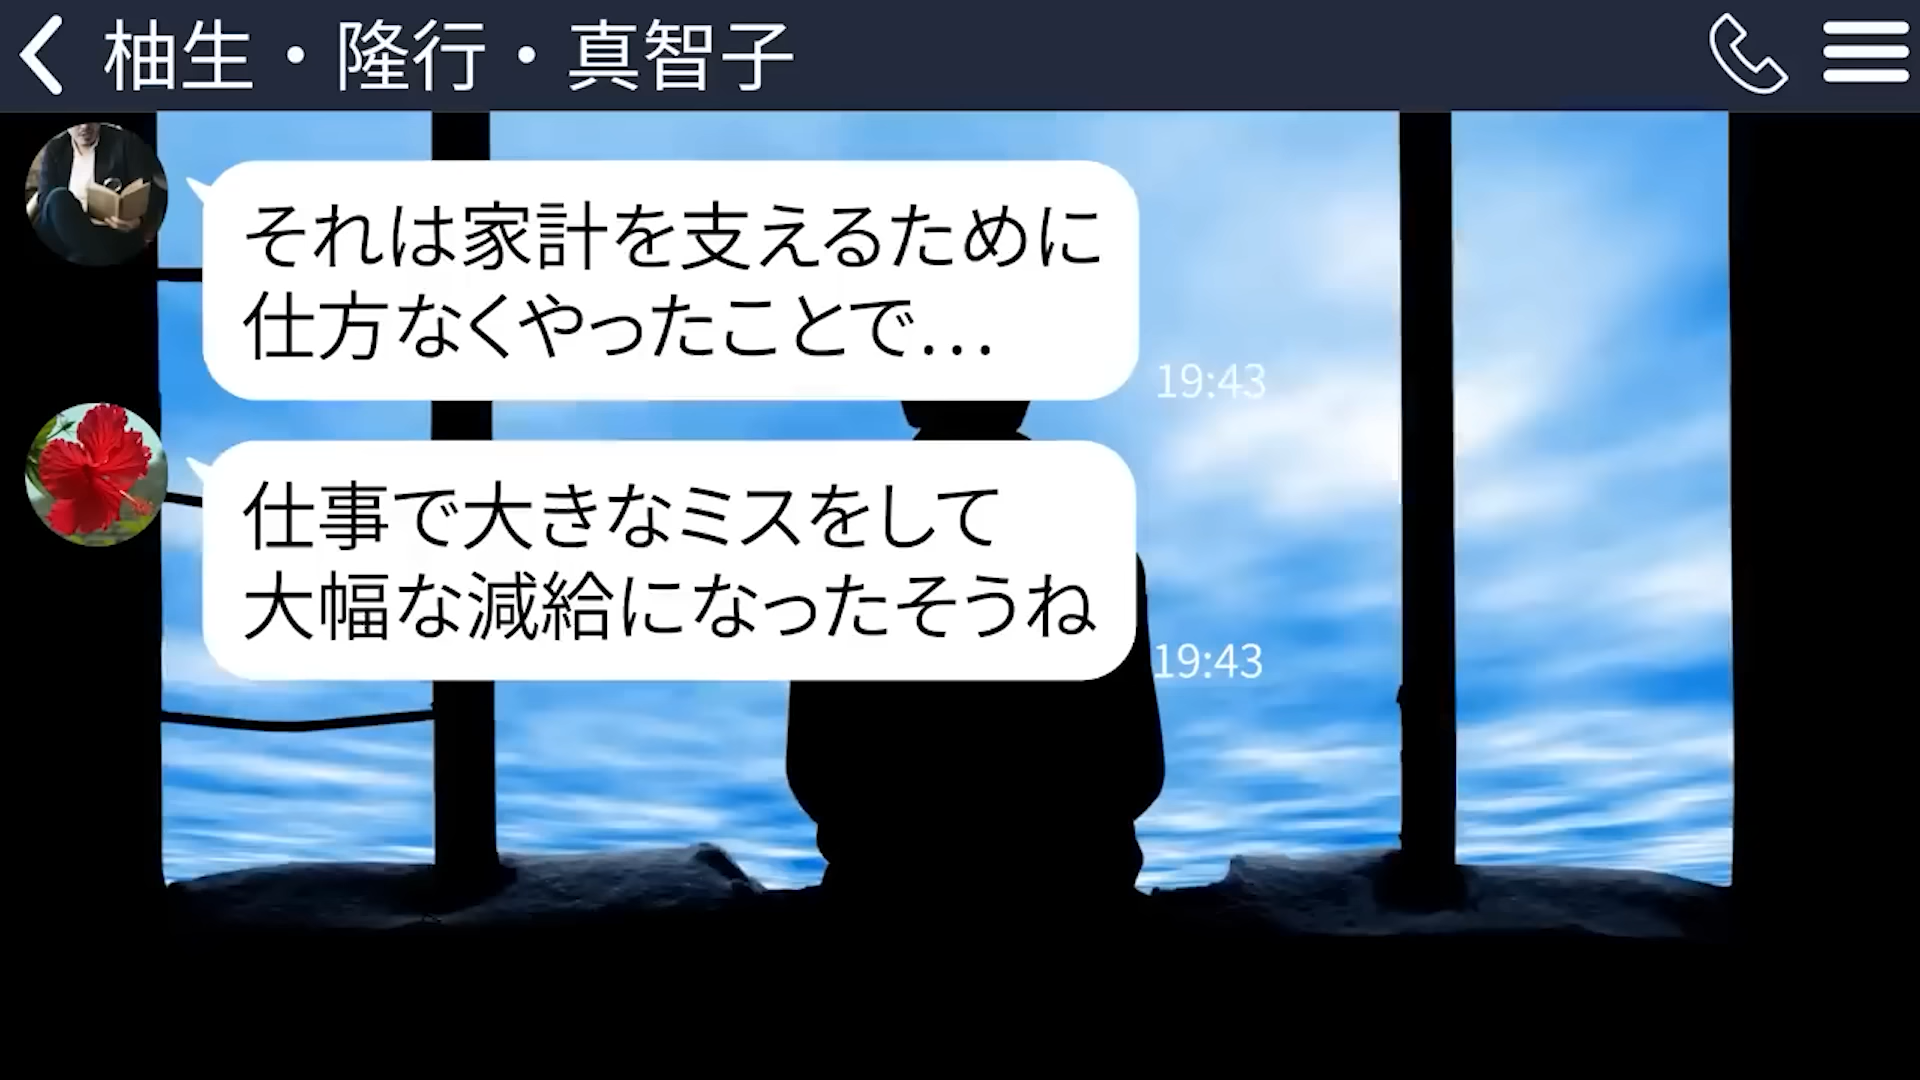 柚生・隆行・真智子
それは家計を支えるために
仕方なくやったことで…
19:43
仕事で大きなミスをして
大幅な減給になったそうね
19:43